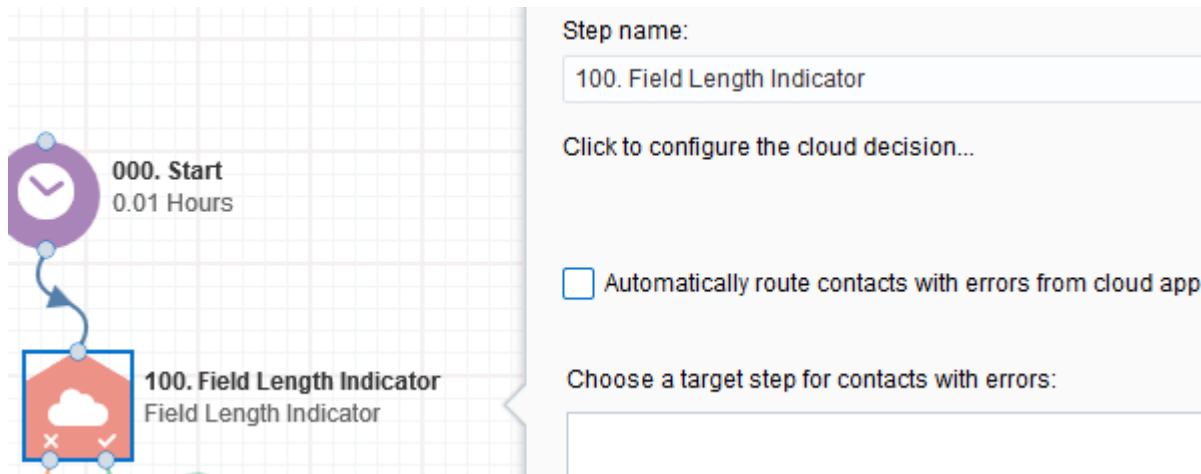 Step name:
100. Field Length Indicator
Click to configure the cloud decision...
000. Start
0.01 Hours
Automatically route contacts with errors from cloud app
100. Field Length Indicator
Field Length Indicator
Choose a target step for contacts with errors: